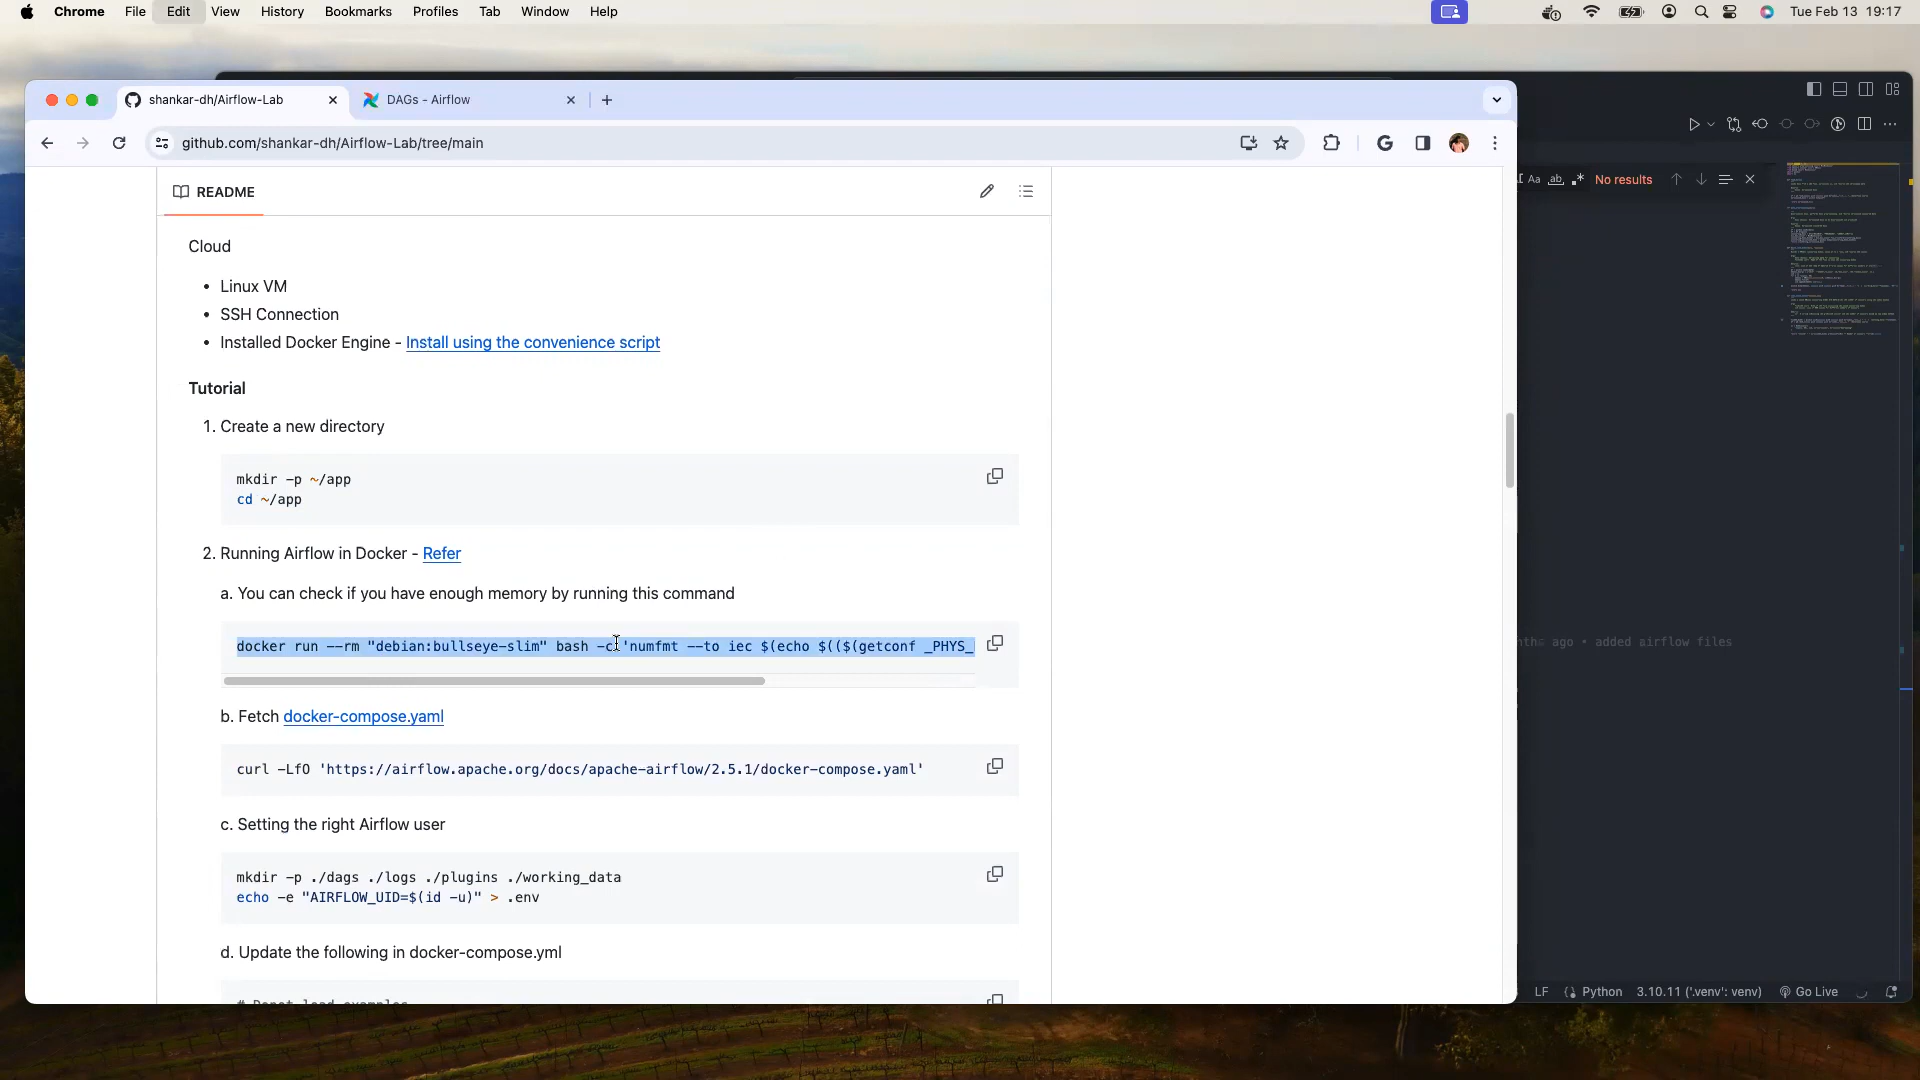 Chrome File Edit View History Bookmarks Profiles Tab Window Help Tue Feb 13 19:17
shankar-dh/Airflow-Lab DAGs - Airflow
github.com/shankar-dh/Airflow-Lab/tree/main
README
Aa ab No results
Cloud
• Linux VM
• SSH Connection
• Installed Docker Engine - Install using the convenience script
Tutorial
1. Create a new directory
mkdir -p ~/app
cd ~/app
2. Running Airflow in Docker - Refer
a. You can check if you have enough memory by running this command
docker run --rm "debian:bullseye-slim" bash -c 'numfmt --to iec $(echo $(($(getconf _PHYS_
ago • added airflow files
b. Fetch docker-compose.yaml
curl -LfO 'https://airflow.apache.org/docs/apache-airflow/2.5.1/docker-compose.yaml'
c. Setting the right Airflow user
mkdir -p ./dags ./logs ./plugins ./working_data
echo -e "AIRFLOW_UID=$(id -u)" > .env
d. Update the following in docker-compose.yml
LF Python 3.10.11 ('.venv': venv) Go Live